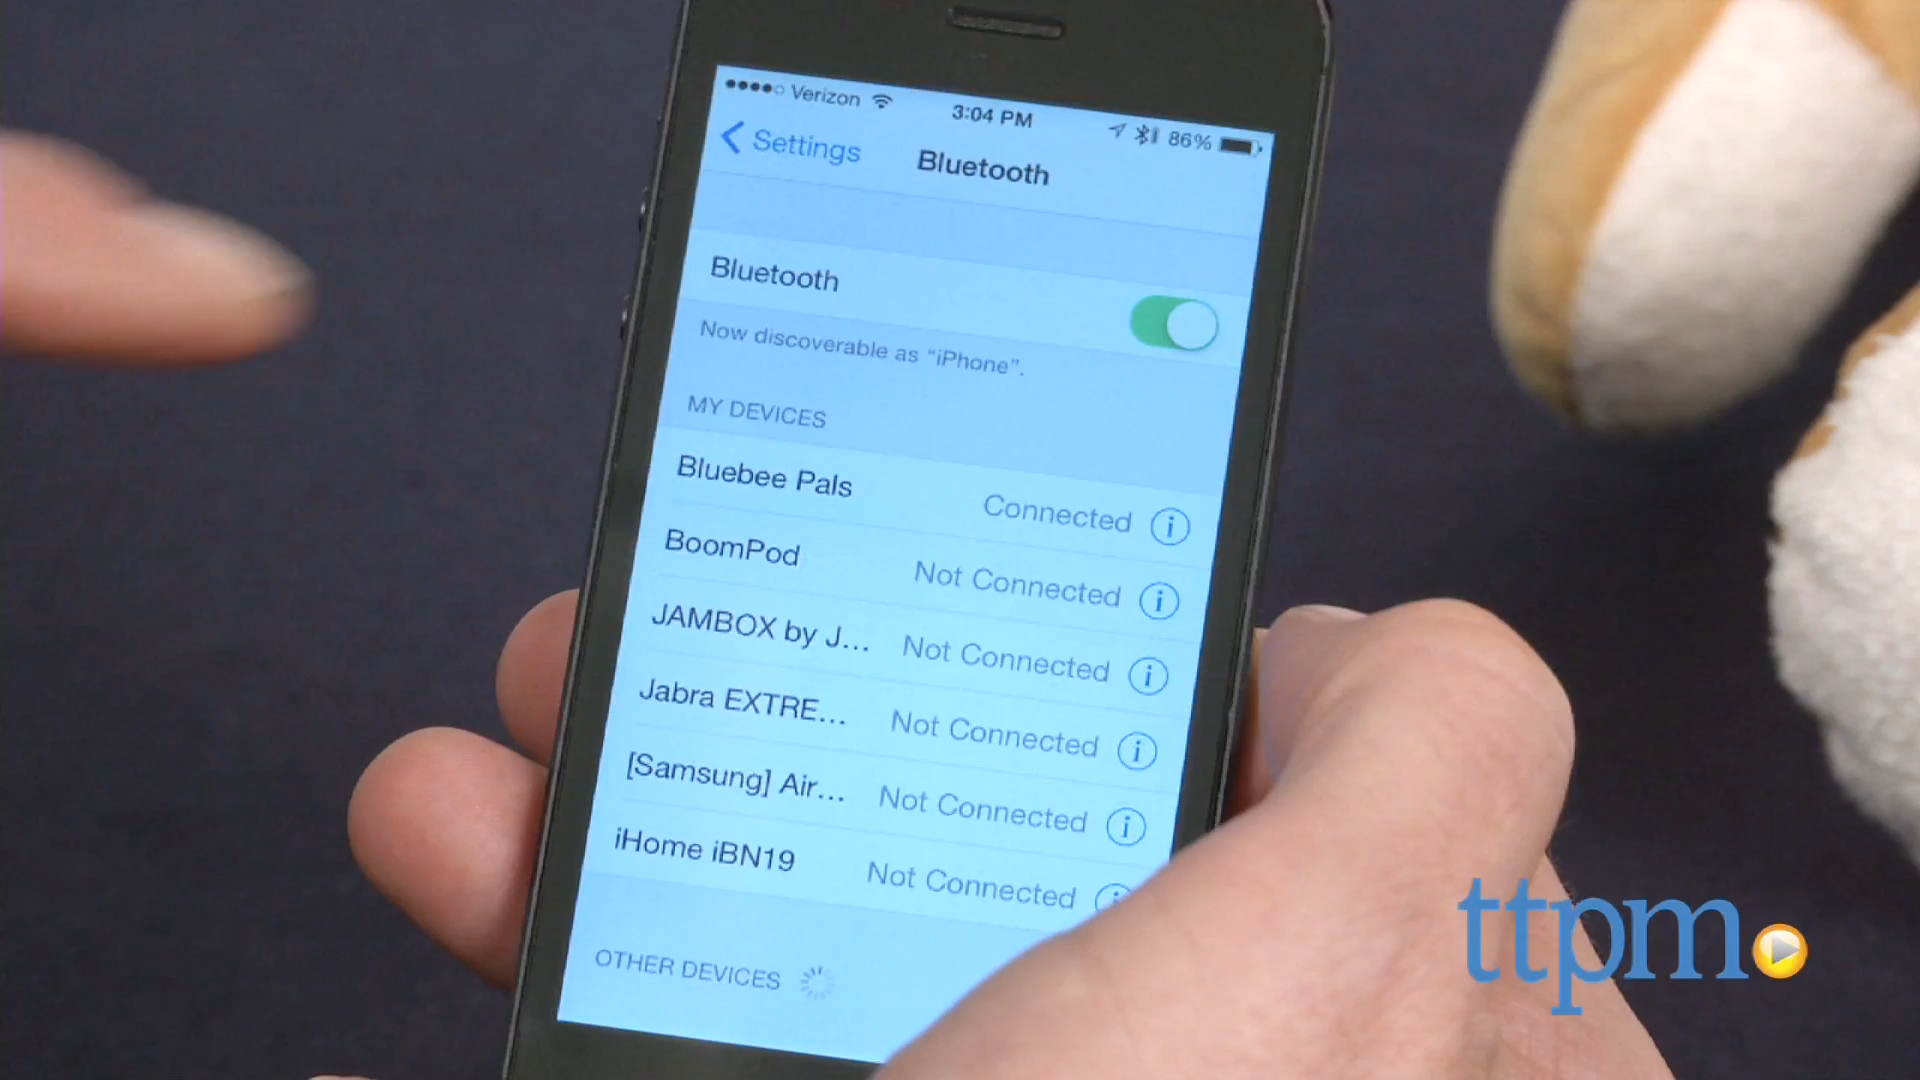 Verizon 3:04 PM 86%
Settings Bluetooth
Bluetooth
Now discoverable as “iPhone”.
MY DEVICES
Bluebee Pals Connected
BoomPod Not Connected
JAMBOX by J... Not Connected
Jabra EXTRE... Not Connected
[Samsung] Air... Not Connected
iHome iBN19 Not Connected
OTHER DEVICES
ttpm